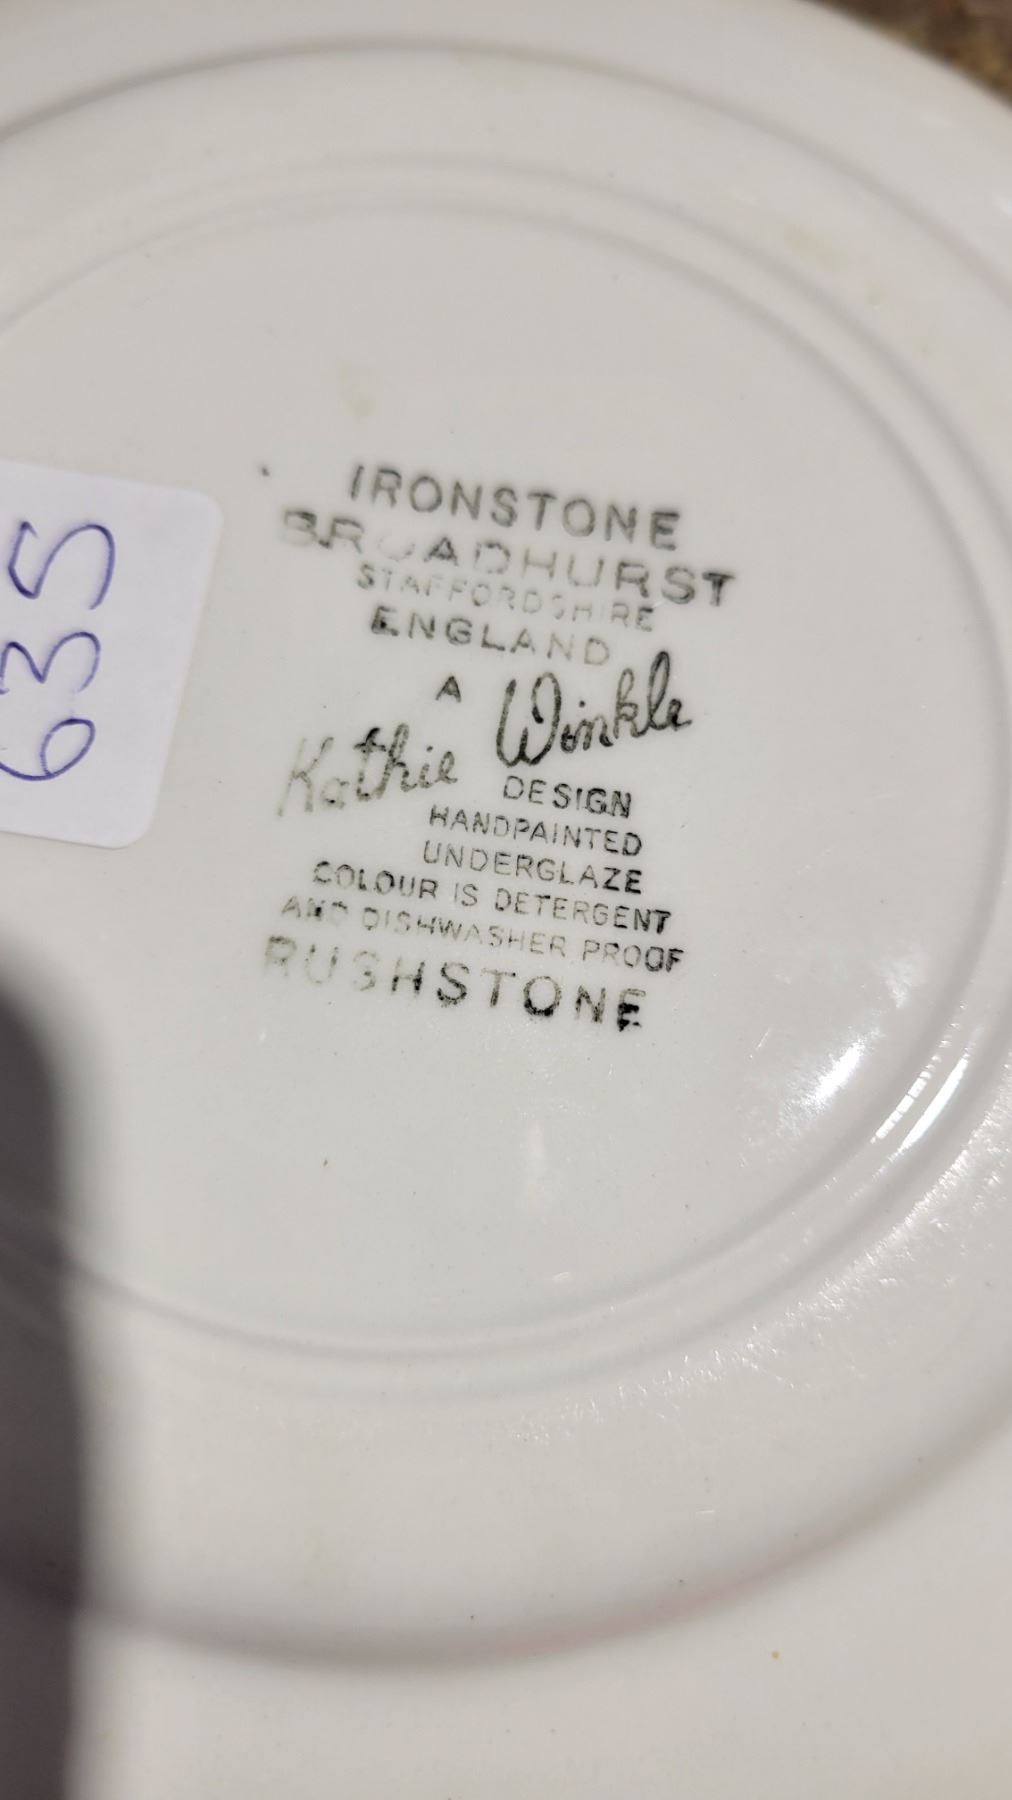 IRONSTONE
BROADHURST
STAFFORDSHIRE
ENGLAND
A
Kathie Winkle
DESIGN
HANDPAINTED
UNDERGLAZE
COLOUR IS DETERGENT
AND DISHWASHER PROOF
RUSHSTONE
635